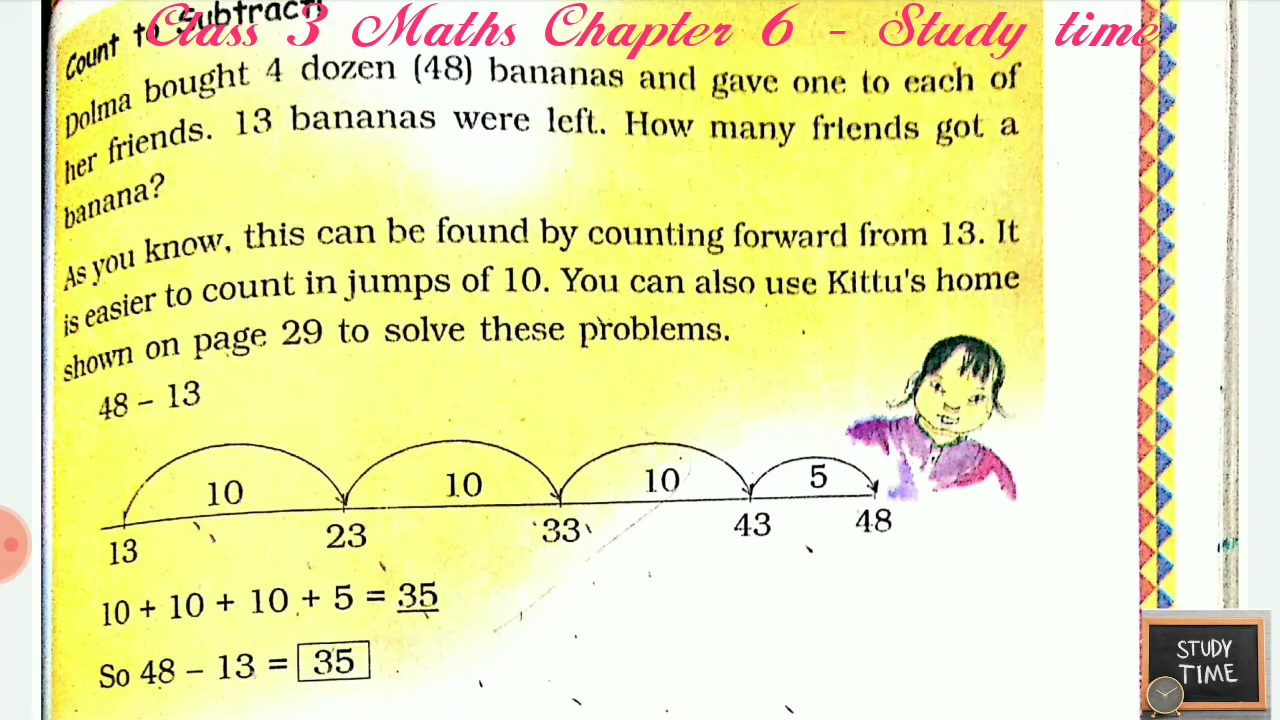 Class 3 Maths Chapter 6 - Study time
Count to Subtract
Dolma bought 4 dozen (48) bananas and gave one to each of
her friends. 13 bananas were left. How many friends got a
banana?
As you know, this can be found by counting forward from 13. It
is easier to count in jumps of 10. You can also use Kittu's home
shown on page 29 to solve these problems.
48 – 13
10 10 10 5
13 23 33 43 48
10 + 10 + 10 + 5 = 35
So 48 – 13 = 35
STUDY
TIME